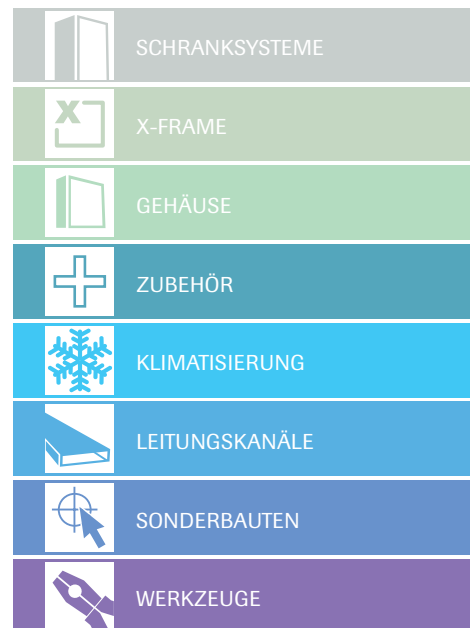 SCHRANKSYSTEME
X-FRAME
GEHÄUSE
ZUBEHÖR
KLIMATISIERUNG
LEITUNGSKANÄLE
SONDERBAUTEN
WERKZEUGE